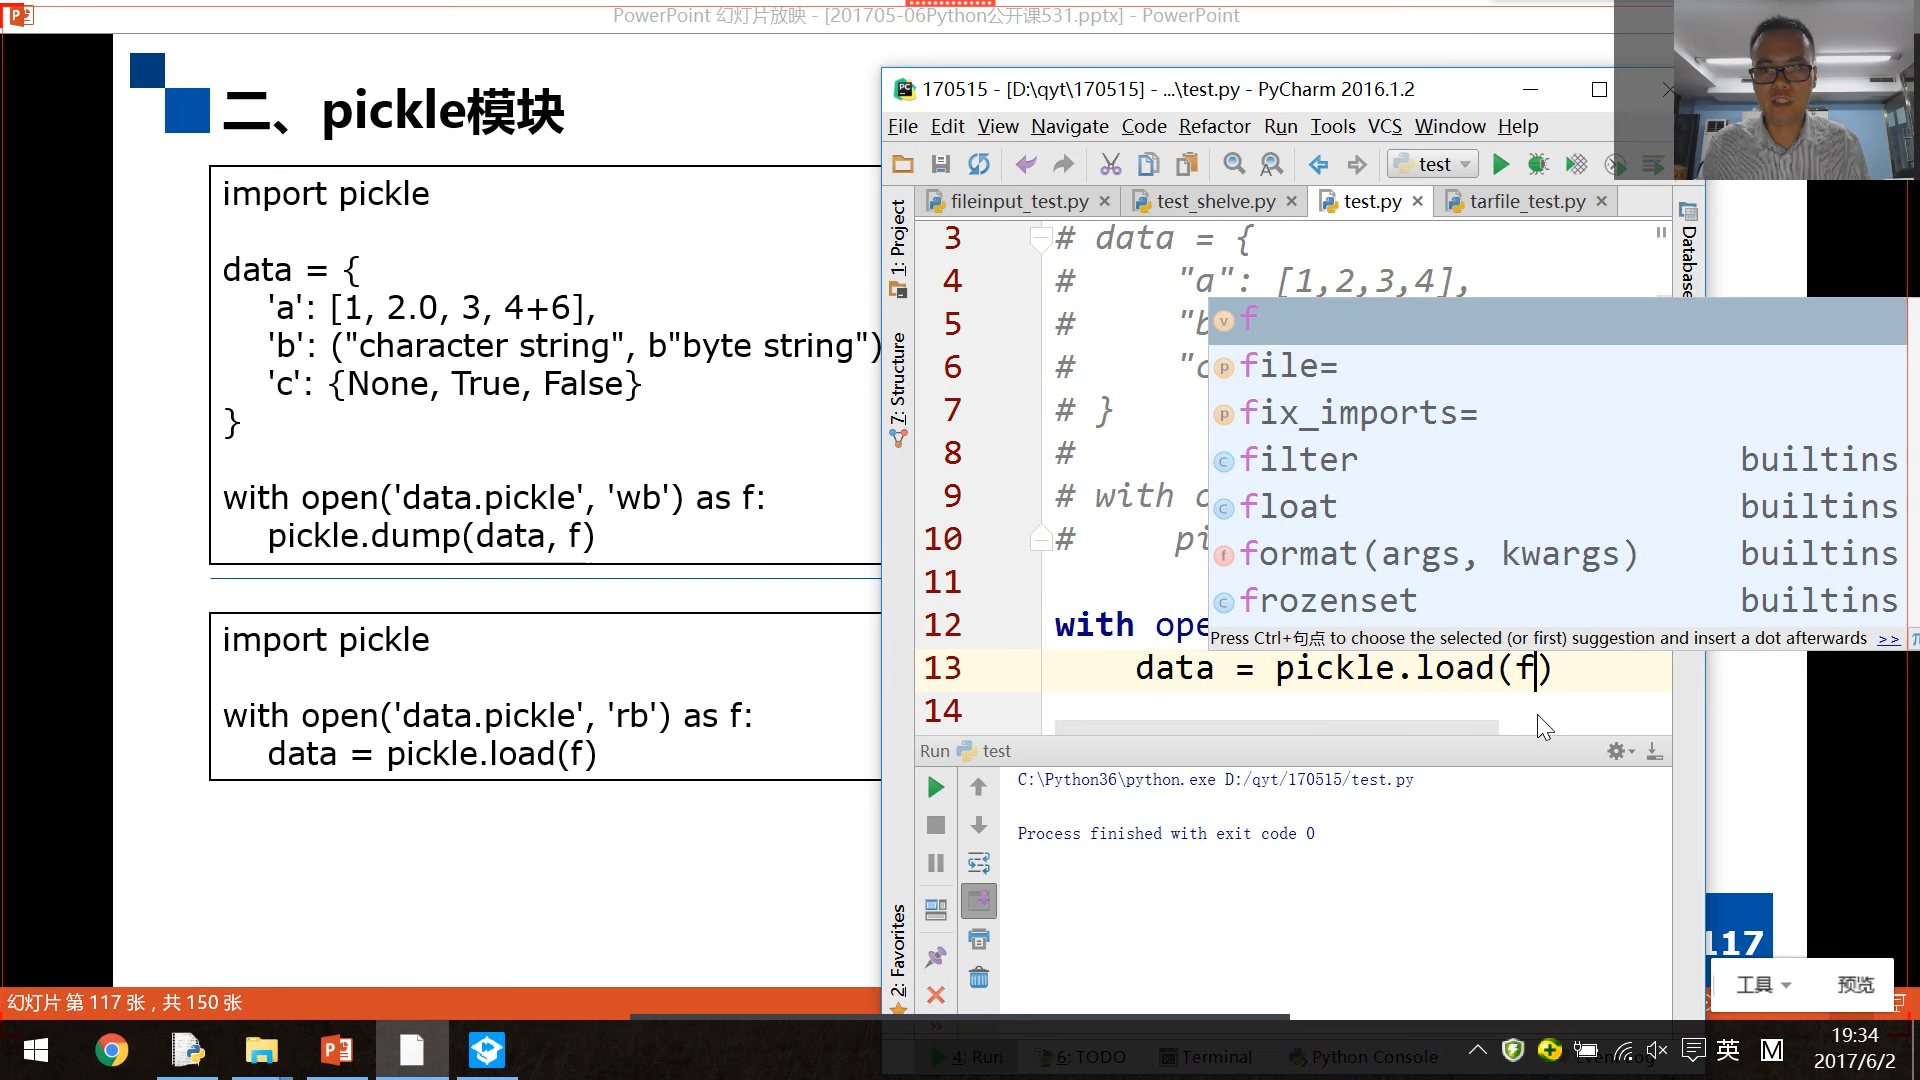 PowerPoint 幻灯片放映 - [201705-06Python公开课531.pptx] - PowerPoint
二、pickle模块
import pickle
data = {
'a': [1, 2.0, 3, 4+6],
'b': ("character string", b"byte string")
'c': {None, True, False}
}
with open('data.pickle', 'wb') as f:
pickle.dump(data, f)
import pickle
with open('data.pickle', 'rb') as f:
data = pickle.load(f)
170515 - [D:\qyt\170515] - ...\test.py - PyCharm 2016.1.2
File Edit View Navigate Code Refactor Run Tools VCS Window Help
test
fileinput_test.py test_shelve.py test.py tarfile_test.py
1: Project
7: Structure
2: Favorites
Database
3 # data = {
4 # "a": [1,2,3,4],
5 # "b
6 # "c
7 # }
8 #
9 # with o
10 # pi
11
12 with ope
13 data = pickle.load(f)
14
f
file=
fix_imports=
filter builtins
float builtins
format(args, kwargs) builtins
frozenset builtins
Press Ctrl+句点 to choose the selected (or first) suggestion and insert a dot afterwards >>
Run test
C:\Python36\python.exe D:/qyt/170515/test.py
Process finished with exit code 0
117
工具 预览
幻灯片 第 117 张 , 共 150 张
4: Run 6: TODO Terminal Python Console
英
19:34
2017/6/2